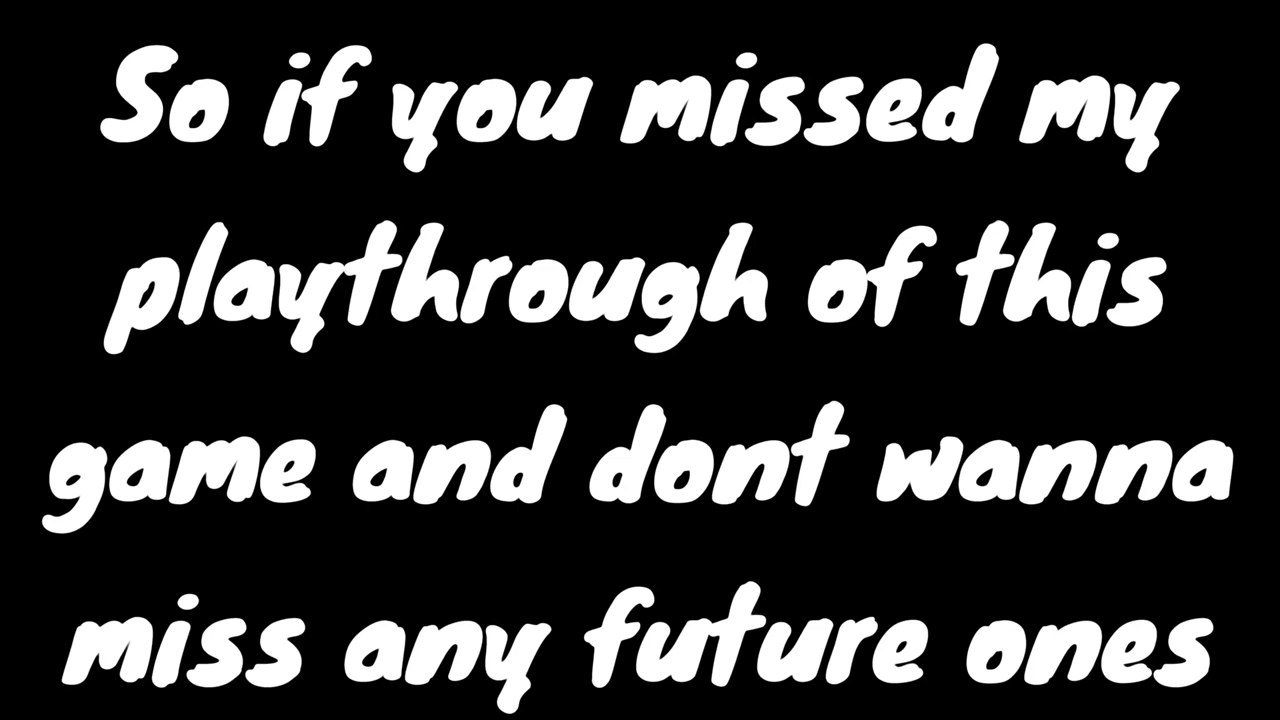 So if you missed my
playthrough of this
game and dont wanna
miss any future ones